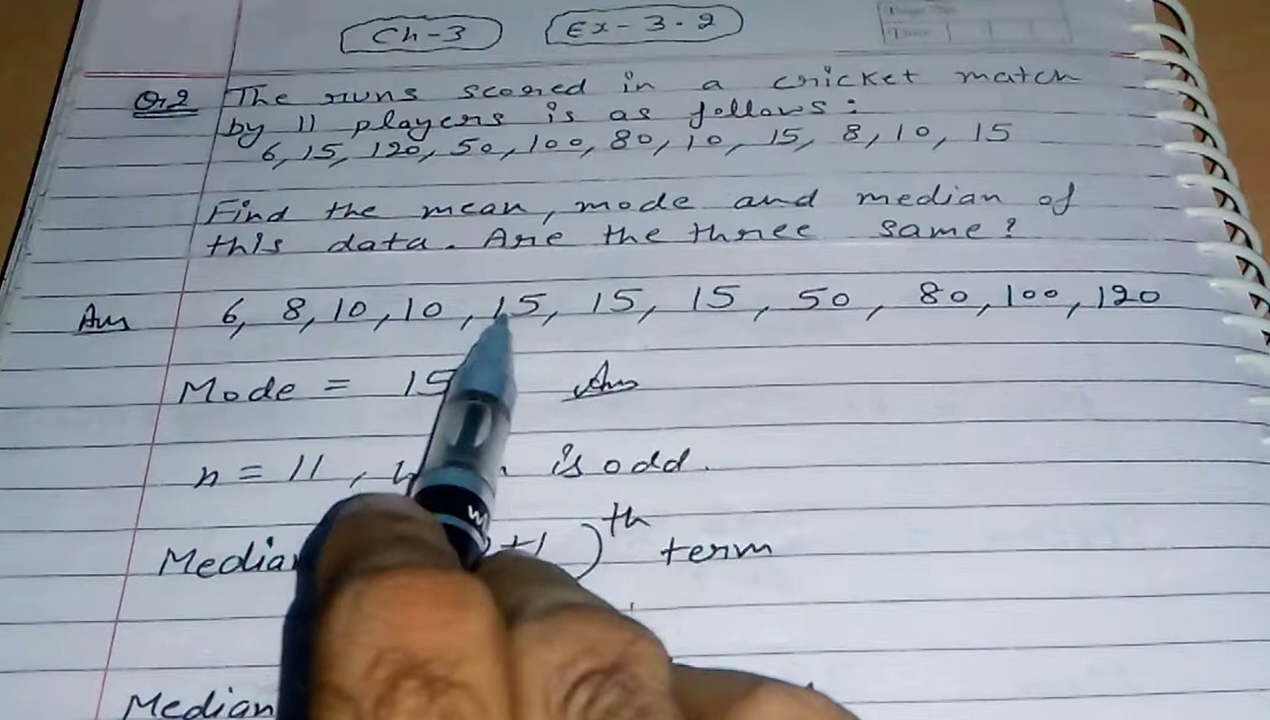 Ch-3 Ex-3.2
Q.2 The runs scored in a cricket match
by 11 players is as follows:
6, 15, 120, 50, 100, 80, 10, 15, 8, 10, 15
Find the mean, mode and median of
this data. Are the three same?
Ans 6, 8, 10, 10, 15, 15, 15, 50, 80, 100, 120
Mode = 15 Ans
n = 11, is odd.
Median +1 )th term
Median